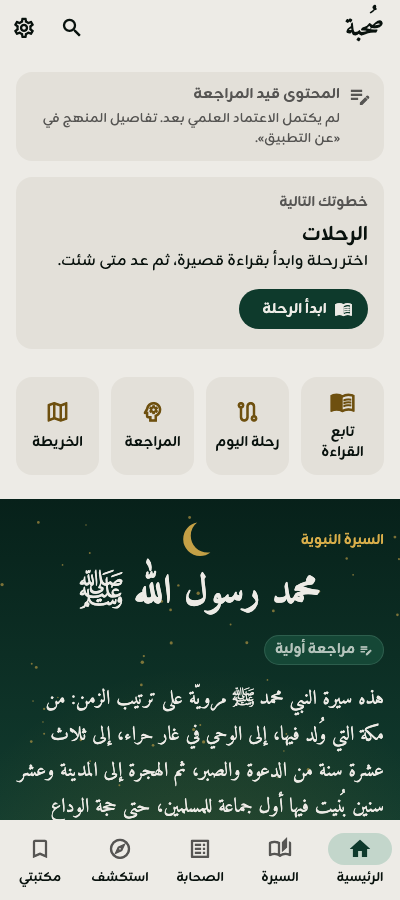 صُحبة
المحتوى قيد المراجعة
لم يكتمل الاعتماد العلمي بعد. تفاصيل المنهج في
«عن التطبيق».
خطوتك التالية
الرحلات
اختر رحلة وابدأ بقراءة قصيرة، ثم عد متى شئت.
ابدأ الرحلة
تابع
القراءة
رحلة اليوم
المراجعة
الخريطة
السيرة النبوية
محمد رسول الله ﷺ
مراجعة أولية
هذه سيرة النبي محمد ﷺ مرويّة على ترتيب الزمن: من
مكة التي وُلد فيها، إلى الوحي في غار حراء، إلى ثلاث
عشرة سنة من الدعوة والصبر، ثم الهجرة إلى المدينة وعشر
سنين بُنيت فيها أول جماعة للمسلمين، حتى حجة الوداع
الرئيسية
السيرة
الصحابة
استكشف
مكتبتي